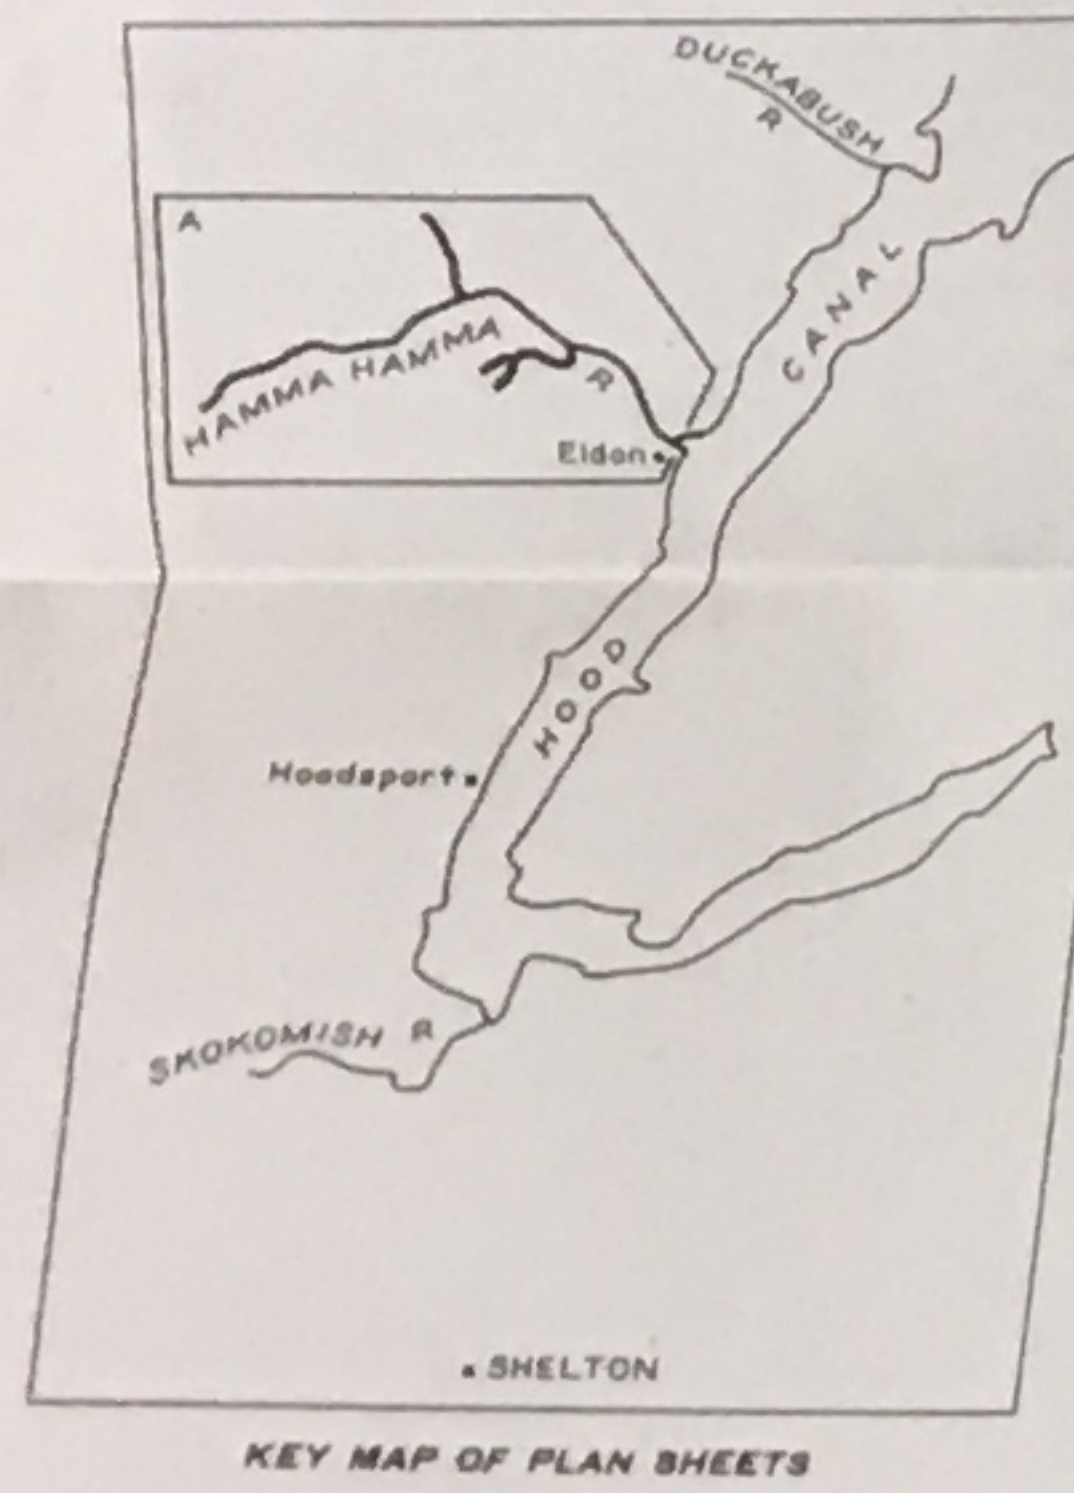 DUCKABUSH
R
A
CANAL
HAMMA HAMMA
R
Eldon
HOOD
Hoodsport
SKOKOMISH R
SHELTON
KEY MAP OF PLAN SHEETS